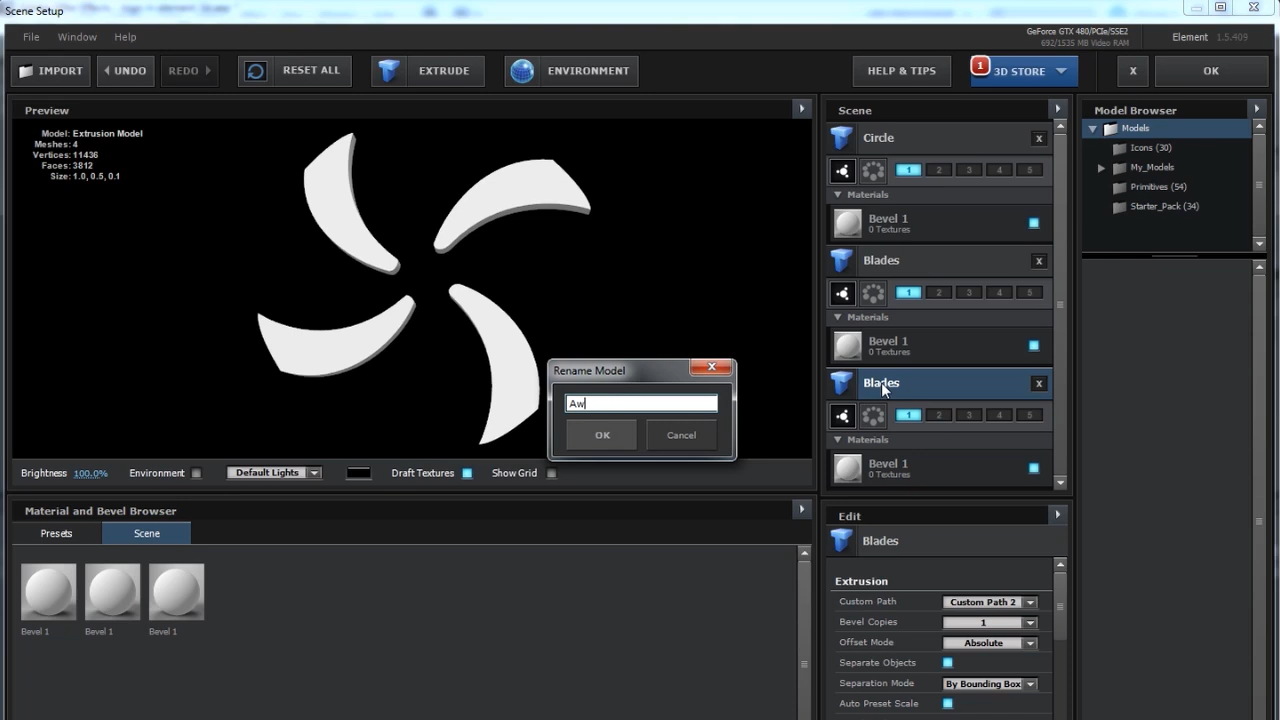 Scene Setup
File Window Help
GeForce GTX 480/PCIe/SSE2
692/1535 MB Video RAM
Element 1.5.409
IMPORT UNDO REDO RESET ALL EXTRUDE ENVIRONMENT HELP & TIPS 1 3D STORE X OK
Preview
Model: Extrusion Model
Meshes: 4
Vertices: 11436
Faces: 3812
Size: 1.0, 0.5, 0.1
Rename Model
Aw
OK Cancel
Brightness 100.0% Environment Default Lights Draft Textures Show Grid
Scene
Circle x
1 2 3 4 5
Materials
Bevel 1
0 Textures
Blades x
1 2 3 4 5
Materials
Bevel 1
0 Textures
Blades x
1 2 3 4 5
Materials
Bevel 1
0 Textures
Model Browser
Models
Icons (30)
My_Models
Primitives (54)
Starter_Pack (34)
Material and Bevel Browser
Presets Scene
Bevel 1 Bevel 1 Bevel 1
Edit
Blades
Extrusion
Custom Path Custom Path 2
Bevel Copies 1
Offset Mode Absolute
Separate Objects
Separation Mode By Bounding Box
Auto Preset Scale